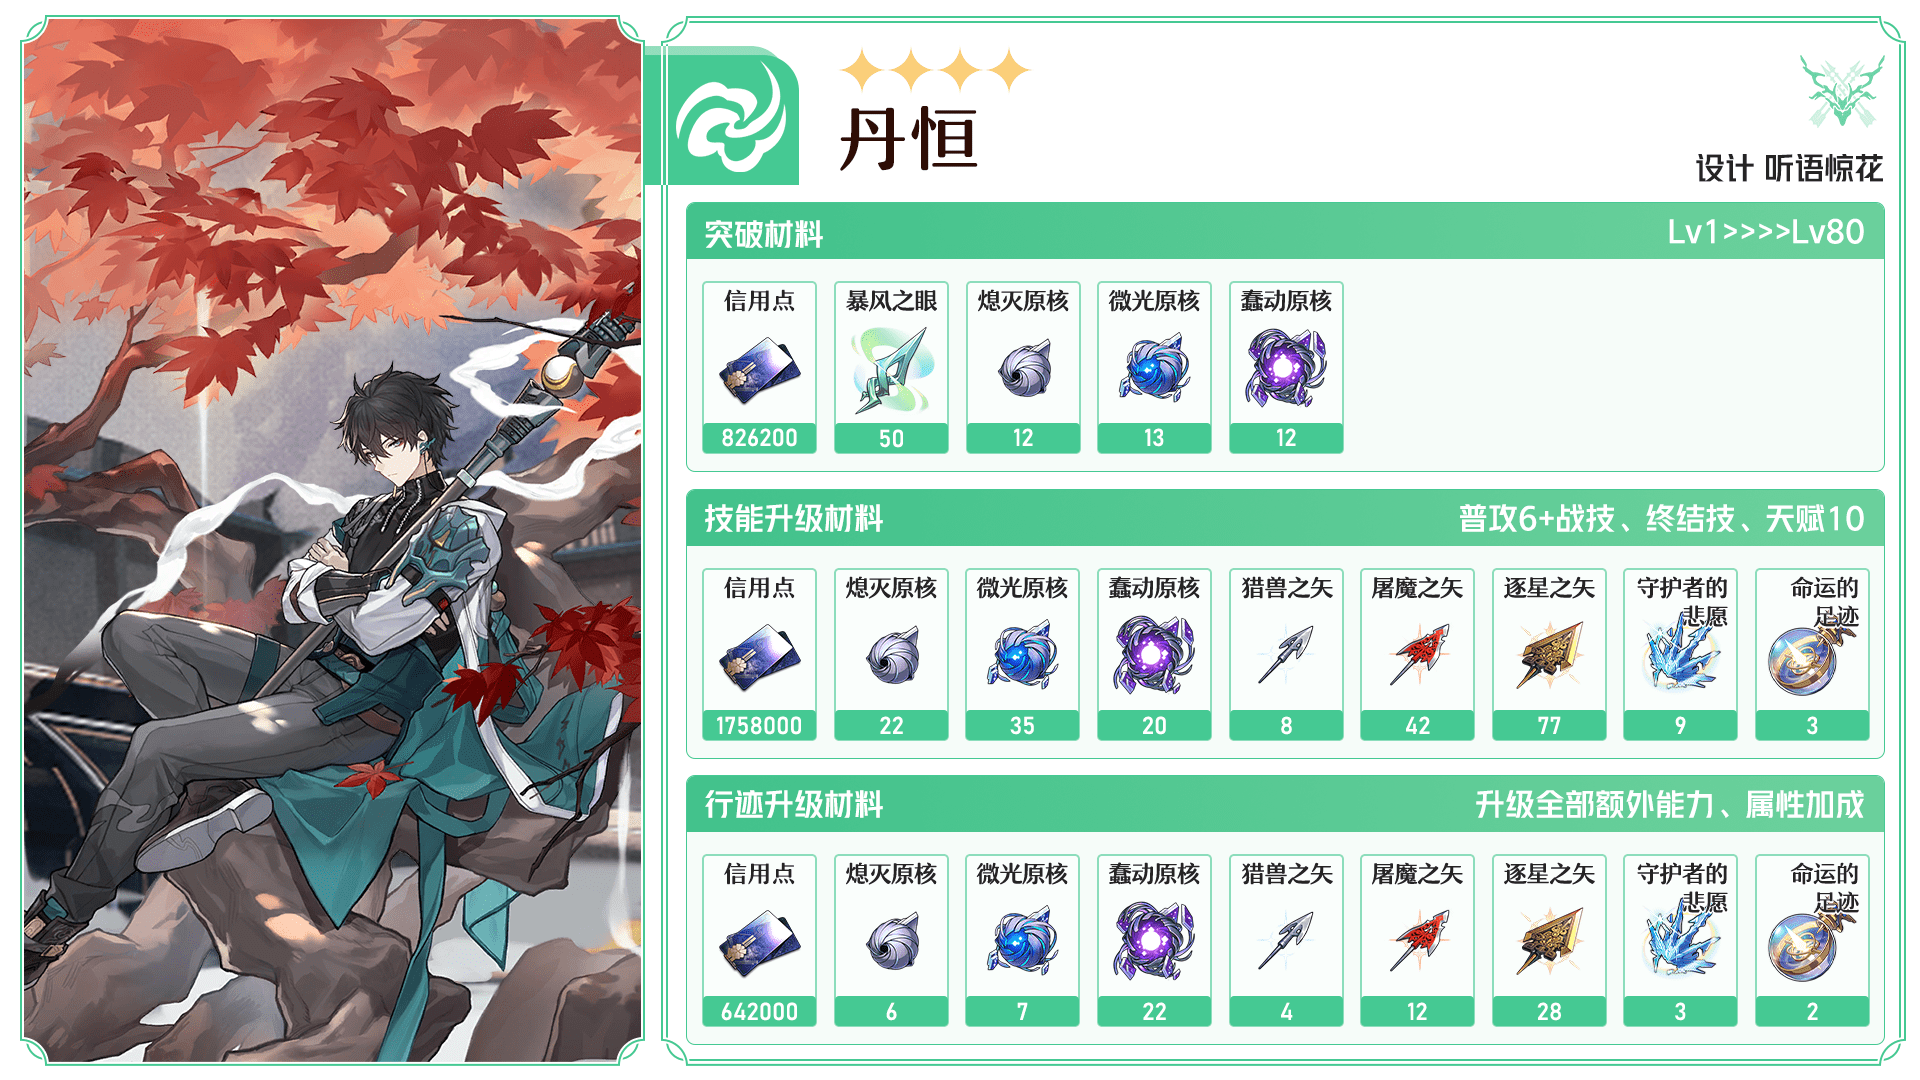 丹恒
设计 听语惊花
突破材料 Lv1>>>>Lv80
信用点 暴风之眼 熄灭原核 微光原核 蠢动原核
826200 50 12 13 12
技能升级材料 普攻6+战技、终结技、天赋10
信用点 熄灭原核 微光原核 蠢动原核 猎兽之矢 屠魔之矢 逐星之矢 守护者的 命运的
悲愿 足迹
1758000 22 35 20 8 42 77 9 3
行迹升级材料 升级全部额外能力、属性加成
信用点 熄灭原核 微光原核 蠢动原核 猎兽之矢 屠魔之矢 逐星之矢 守护者的 命运的
悲愿 足迹
642000 6 7 22 4 12 28 3 2